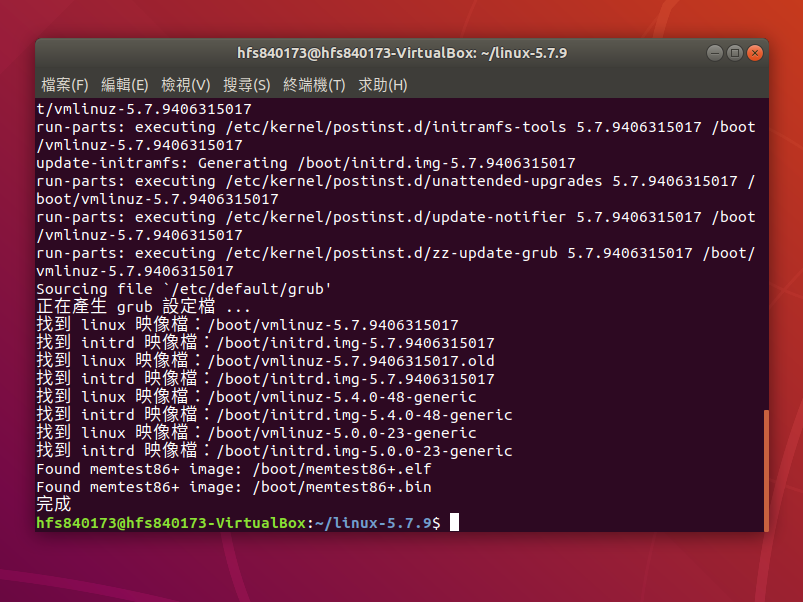 hfs840173@hfs840173-VirtualBox: ~/linux-5.7.9
檔案(F) 編輯(E) 檢視(V) 搜尋(S) 終端機(T) 求助(H)
t/vmlinuz-5.7.9406315017
run-parts: executing /etc/kernel/postinst.d/initramfs-tools 5.7.9406315017 /boot
/vmlinuz-5.7.9406315017
update-initramfs: Generating /boot/initrd.img-5.7.9406315017
run-parts: executing /etc/kernel/postinst.d/unattended-upgrades 5.7.9406315017 /
boot/vmlinuz-5.7.9406315017
run-parts: executing /etc/kernel/postinst.d/update-notifier 5.7.9406315017 /boot
/vmlinuz-5.7.9406315017
run-parts: executing /etc/kernel/postinst.d/zz-update-grub 5.7.9406315017 /boot/
vmlinuz-5.7.9406315017
Sourcing file `/etc/default/grub'
正在產生 grub 設定檔 ...
找到 linux 映像檔：/boot/vmlinuz-5.7.9406315017
找到 initrd 映像檔：/boot/initrd.img-5.7.9406315017
找到 linux 映像檔：/boot/vmlinuz-5.7.9406315017.old
找到 initrd 映像檔：/boot/initrd.img-5.7.9406315017
找到 linux 映像檔：/boot/vmlinuz-5.4.0-48-generic
找到 initrd 映像檔：/boot/initrd.img-5.4.0-48-generic
找到 linux 映像檔：/boot/vmlinuz-5.0.0-23-generic
找到 initrd 映像檔：/boot/initrd.img-5.0.0-23-generic
Found memtest86+ image: /boot/memtest86+.elf
Found memtest86+ image: /boot/memtest86+.bin
完成
hfs840173@hfs840173-VirtualBox:~/linux-5.7.9$